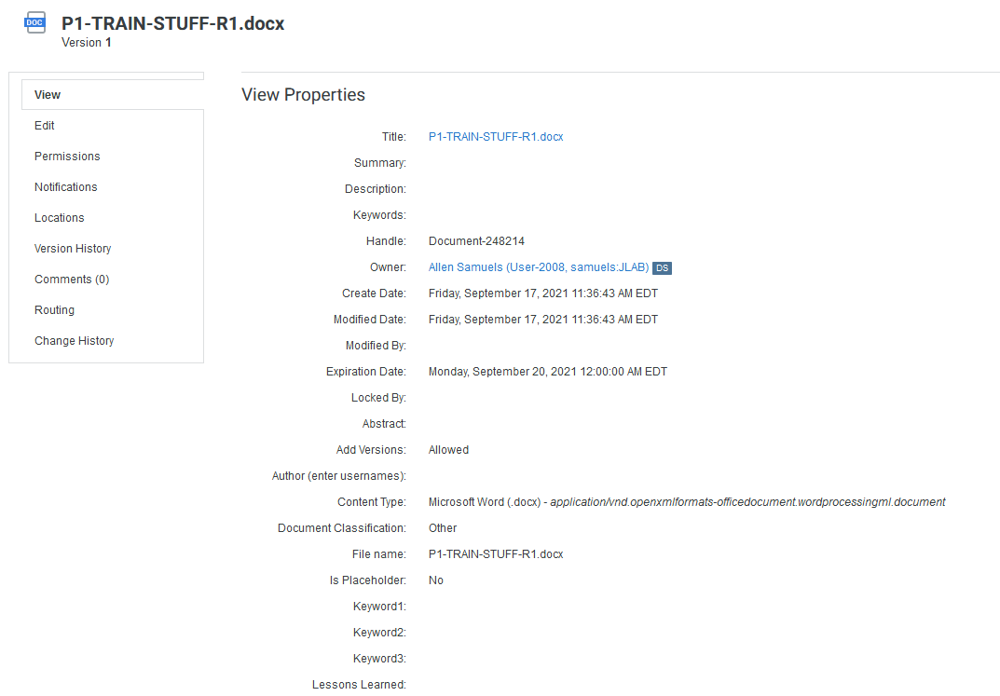 DOC
P1-TRAIN-STUFF-R1.docx
Version 1
View
Edit
Permissions
Notifications
Locations
Version History
Comments (0)
Routing
Change History
View Properties
Title: P1-TRAIN-STUFF-R1.docx
Summary:
Description:
Keywords:
Handle: Document-248214
Owner: Allen Samuels (User-2008, samuels:JLAB) DS
Create Date: Friday, September 17, 2021 11:36:43 AM EDT
Modified Date: Friday, September 17, 2021 11:36:43 AM EDT
Modified By:
Expiration Date: Monday, September 20, 2021 12:00:00 AM EDT
Locked By:
Abstract:
Add Versions: Allowed
Author (enter usernames):
Content Type: Microsoft Word (.docx) - application/vnd.openxmlformats-officedocument.wordprocessingml.document
Document Classification: Other
File name: P1-TRAIN-STUFF-R1.docx
Is Placeholder: No
Keyword1:
Keyword2:
Keyword3:
Lessons Learned: